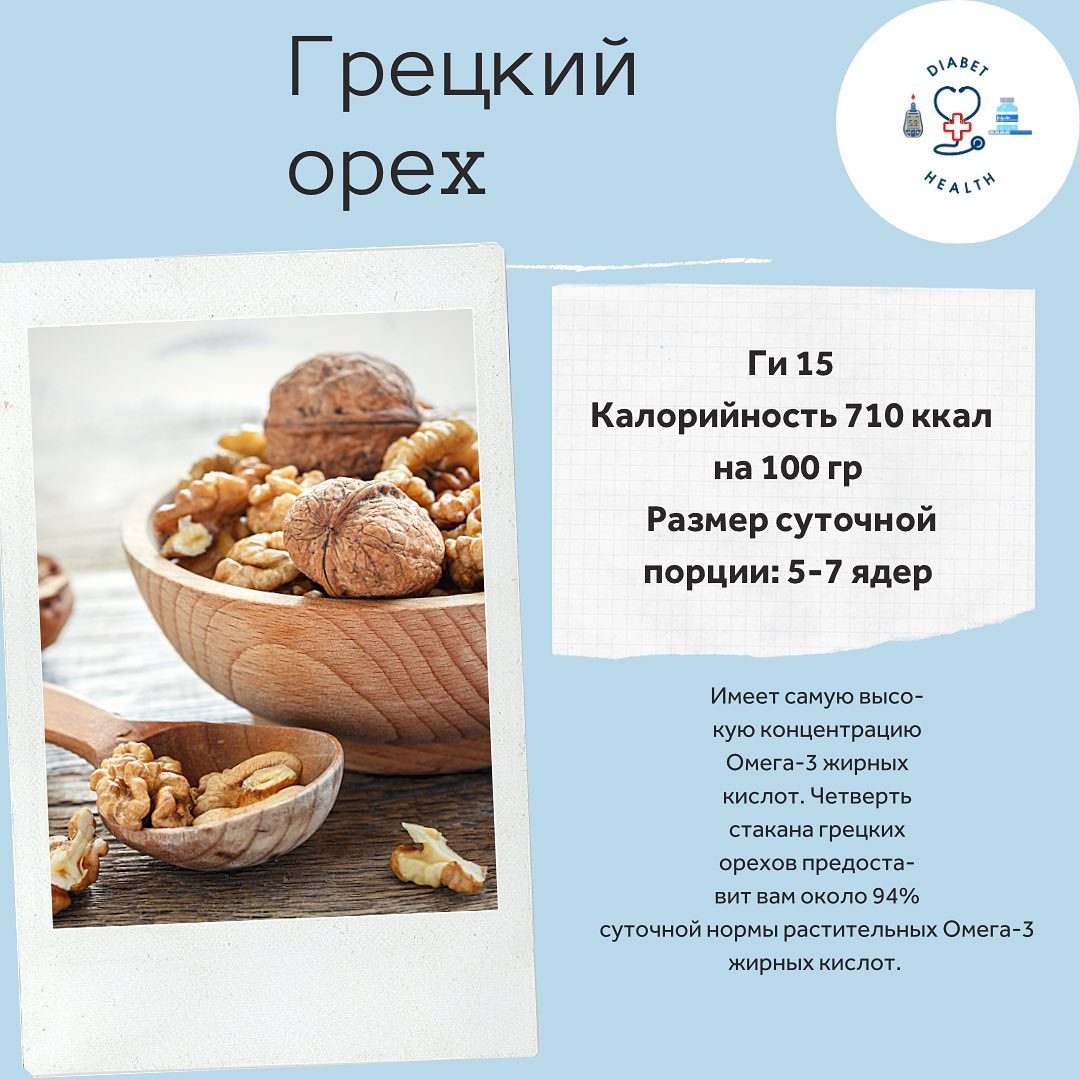 Грецкий
орех
DIABET
HEALTH
Ги 15
Калорийность 710 ккал
на 100 гр
Размер суточной
порции: 5-7 ядер
Имеет самую высо-
кую концентрацию
Омега-3 жирных
кислот. Четверть
стакана грецких
орехов предоста-
вит вам около 94%
суточной нормы растительных Омега-3
жирных кислот.